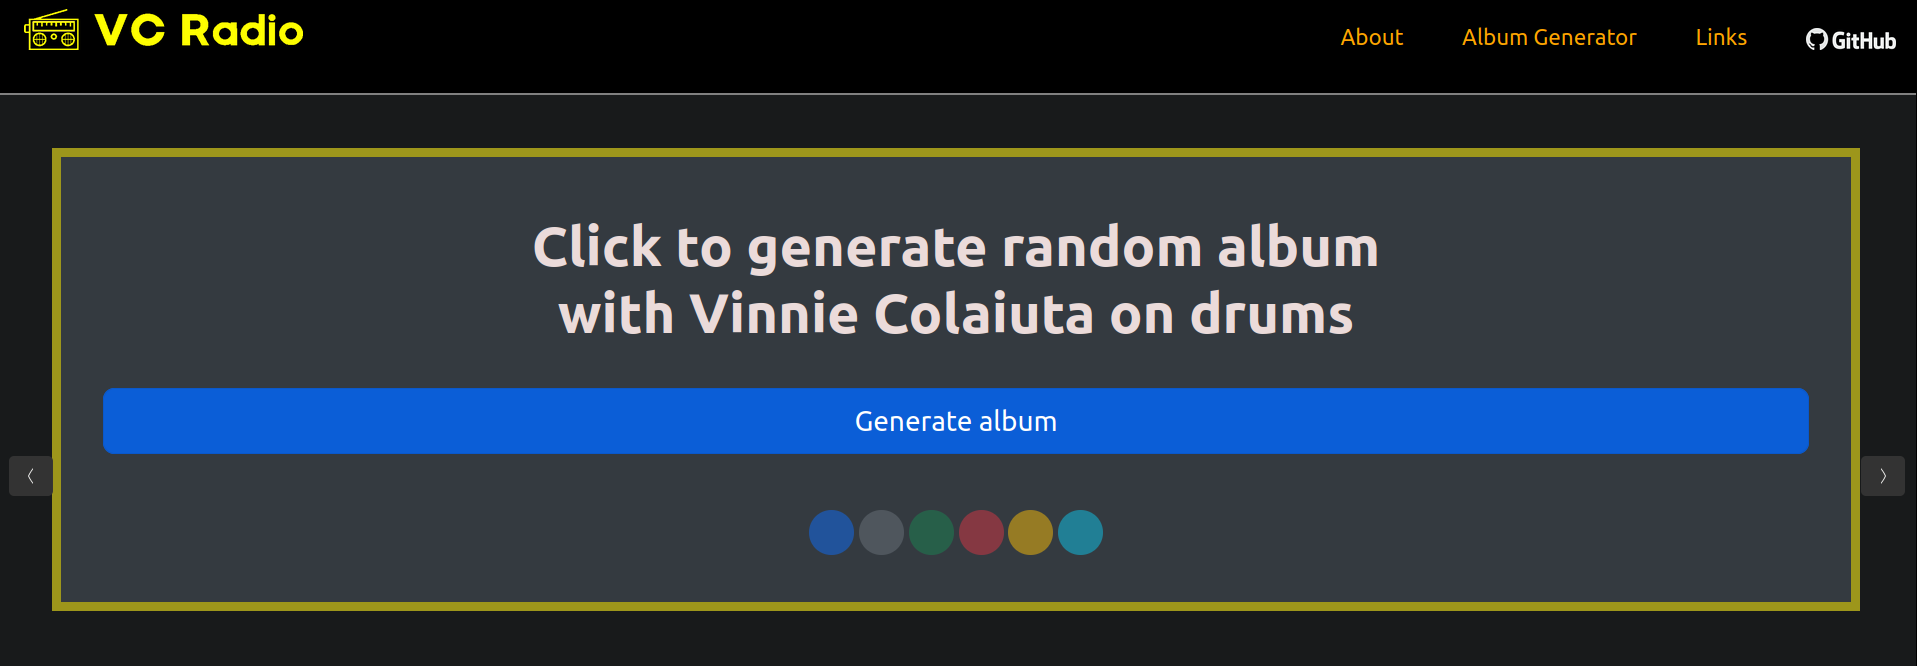 VC Radio
About
Album Generator
Links
GitHub
Click to generate random album
with Vinnie Colaiuta on drums
Generate album